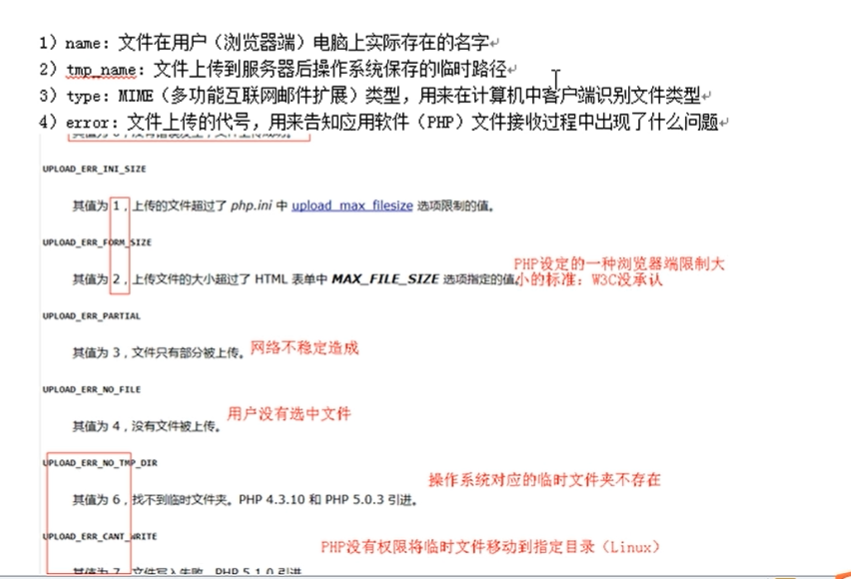 1）name：文件在用户（浏览器端）电脑上实际存在的名字
2）tmp_name：文件上传到服务器后操作系统保存的临时路径
3）type：MIME（多功能互联网邮件扩展）类型，用来在计算机中客户端识别文件类型
4）error：文件上传的代号，用来告知应用软件（PHP）文件接收过程中出现了什么问题
UPLOAD_ERR_INI_SIZE
其值为 1，上传的文件超过了 php.ini 中 upload_max_filesize 选项限制的值。
UPLOAD_ERR_FORM_SIZE
PHP设定的一种浏览器端限制大
其值为 2，上传文件的大小超过了 HTML 表单中 MAX_FILE_SIZE 选项指定的值。小的标准：W3C没承认
UPLOAD_ERR_PARTIAL
其值为 3，文件只有部分被上传。 网络不稳定造成
UPLOAD_ERR_NO_FILE
其值为 4，没有文件被上传。 用户没有选中文件
UPLOAD_ERR_NO_TMP_DIR
操作系统对应的临时文件夹不存在
其值为 6，找不到临时文件夹。PHP 4.3.10 和 PHP 5.0.3 引进。
UPLOAD_ERR_CANT_WRITE
PHP没有权限将临时文件移动到指定目录（Linux）
其值为 7，文件写入失败。PHP 5.1.0 引进